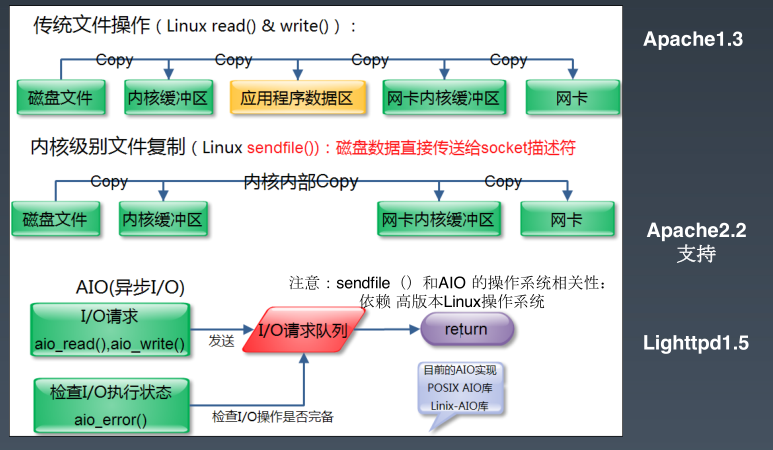 传统文件操作（Linux read() & write()）：
Apache1.3
Copy Copy Copy Copy
磁盘文件 内核缓冲区 应用程序数据区 网卡内核缓冲区 网卡
内核级别文件复制（Linux sendfile())：磁盘数据直接传送给socket描述符
Copy 内核内部Copy Copy
磁盘文件 内核缓冲区 网卡内核缓冲区 网卡
Apache2.2
支持
AIO(异步I/O)
注意：sendfile（）和AIO 的操作系统相关性：
依赖 高版本Linux操作系统
I/O请求
aio_read(),aio_write()
发送
I/O请求队列
return
Lighttpd1.5
检查I/O执行状态
aio_error()
检查I/O操作是否完备
目前的AIO实现
POSIX AIO库
Linix-AIO库